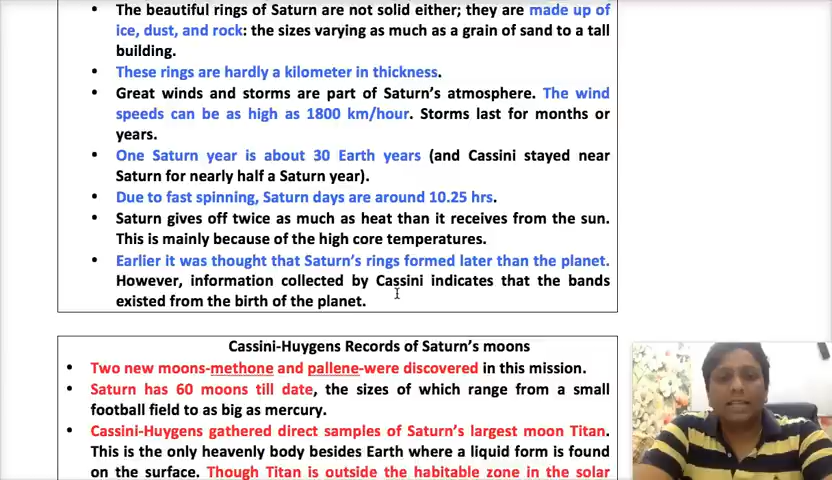 • The beautiful rings of Saturn are not solid either; they are made up of
ice, dust, and rock: the sizes varying as much as a grain of sand to a tall
building.
• These rings are hardly a kilometer in thickness.
• Great winds and storms are part of Saturn's atmosphere. The wind
speeds can be as high as 1800 km/hour. Storms last for months or
years.
• One Saturn year is about 30 Earth years (and Cassini stayed near
Saturn for nearly half a Saturn year).
• Due to fast spinning, Saturn days are around 10.25 hrs.
• Saturn gives off twice as much as heat than it receives from the sun.
This is mainly because of the high core temperatures.
• Earlier it was thought that Saturn's rings formed later than the planet.
However, information collected by Cassini indicates that the bands
existed from the birth of the planet.
Cassini-Huygens Records of Saturn's moons
• Two new moons-methone and pallene-were discovered in this mission.
• Saturn has 60 moons till date, the sizes of which range from a small
football field to as big as mercury.
• Cassini-Huygens gathered direct samples of Saturn's largest moon Titan.
This is the only heavenly body besides Earth where a liquid form is found
on the surface. Though Titan is outside the habitable zone in the solar